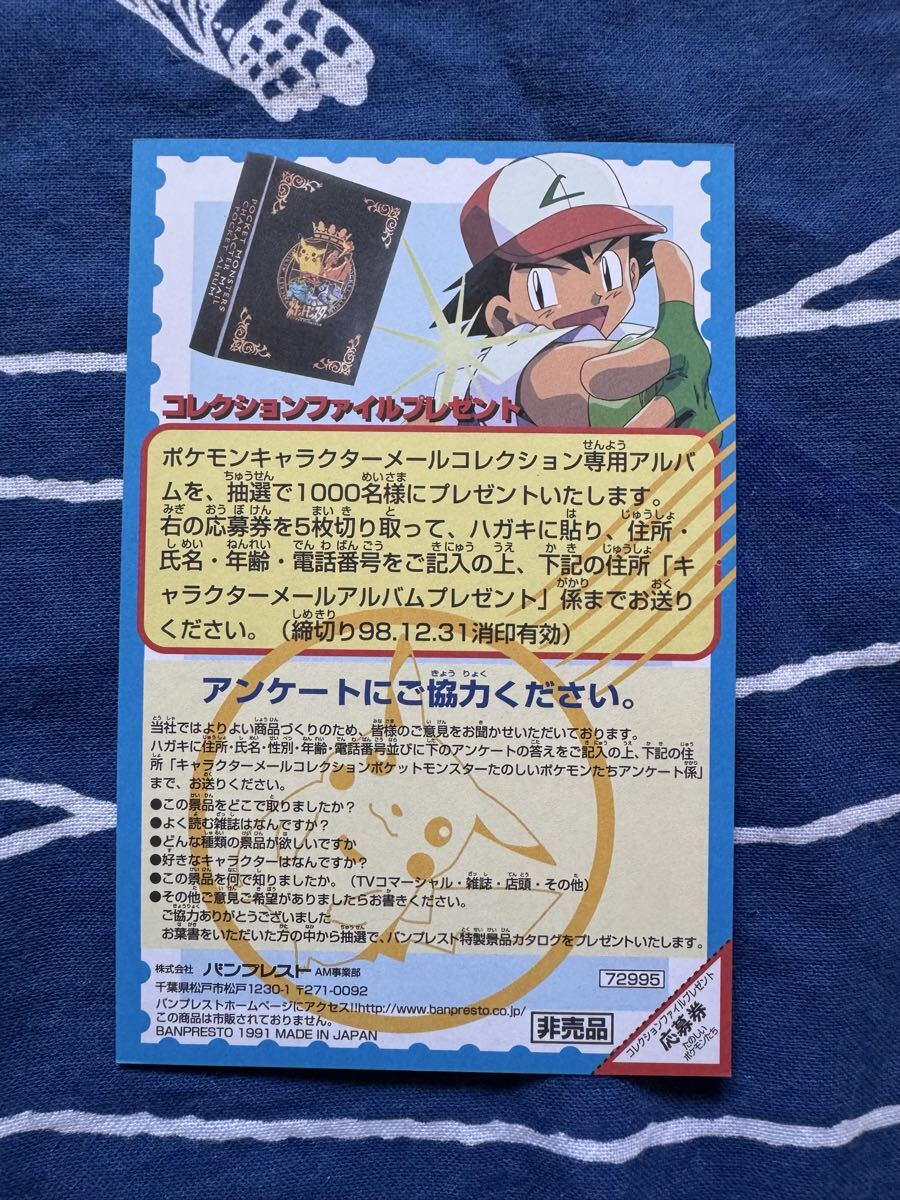 POCKET MONSTERS
CHARACTER MAIL
POCKET ALBUM
コレクションファイルプレゼント
ポケモンキャラクターメールコレクション専用アルバ
ムを、抽選で1000名様にプレゼントいたします。
右の応募券を5枚切り取って、ハガキに貼り、住所・
氏名・年齢・電話番号をご記入の上、下記の住所「キ
ャラクターメールアルバムプレゼント」係までお送り
ください。（締切り98.12.31消印有効）
アンケートにご協力ください。
当社ではよりよい商品づくりのため、皆様のご意見をお聞かせいただいております。
ハガキに住所・氏名・性別・年齢・電話番号並びに下のアンケートの答えをご記入の上、下記の住
所「キャラクターメールコレクションポケットモンスターたのしいポケモンたちアンケート係」
まで、お送りください。
●この景品をどこで取りましたか？
●よく読む雑誌はなんですか？
●どんな種類の景品が欲しいですか
●好きなキャラクターはなんですか？
●この景品を何で知りましたか。（TVコマーシャル・雑誌・店頭・その他）
●その他ご意見ご希望がありましたらお書きください。
ご協力ありがとうございました
お葉書をいただいた方の中から抽選で、バンプレスト特製景品カタログをプレゼントいたします。
株式会社 バンプレスト AM事業部
千葉県松戸市松戸1230-1 〒271-0092
バンプレストホームページにアクセス!!http://www.banpresto.co.jp/
この商品は市販されておりません。
BANPRESTO 1991 MADE IN JAPAN
72995
非売品
コレクションファイルプレゼント
応募券
たのしい
ポケモンたち